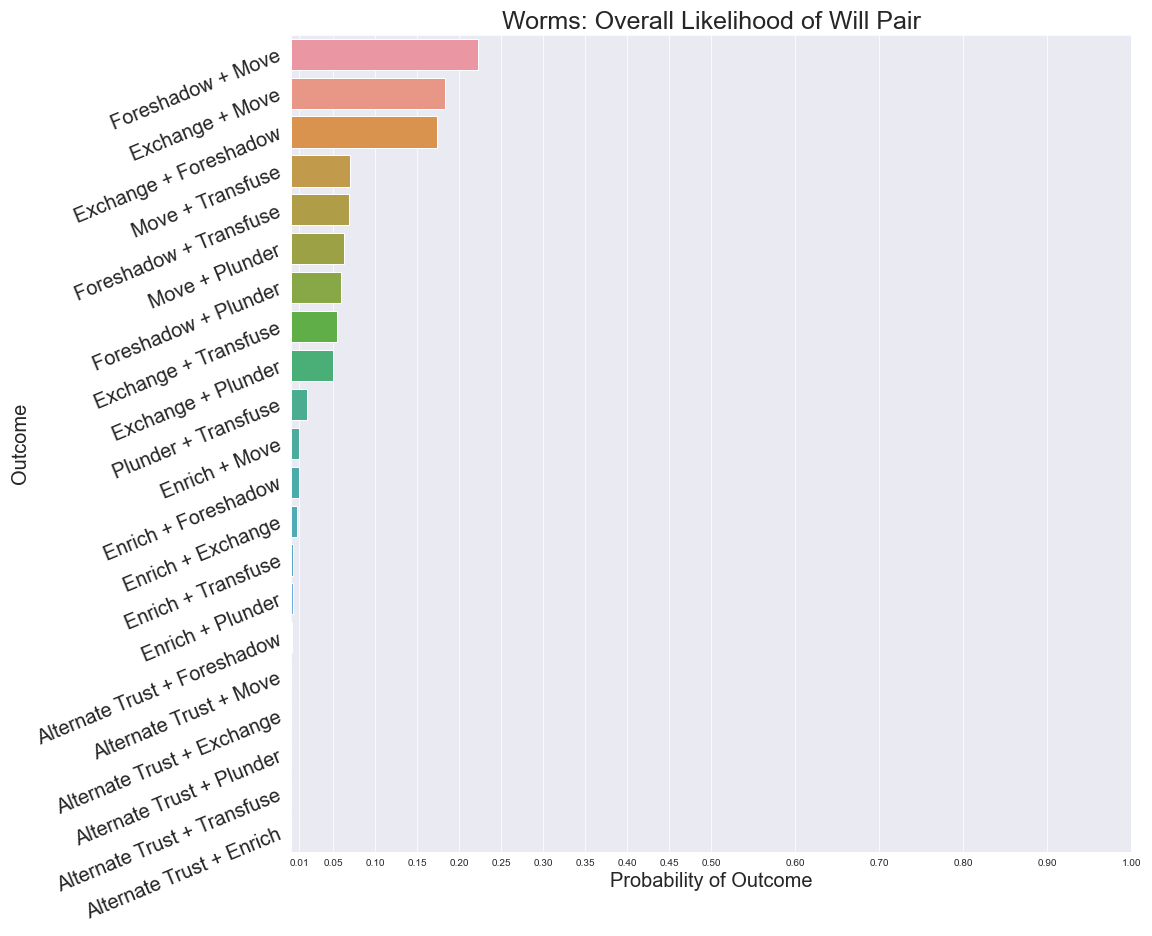 Worms: Overall Likelihood of Will Pair
Outcome
Foreshadow + Move
Exchange + Move
Exchange + Foreshadow
Move + Transfuse
Foreshadow + Transfuse
Move + Plunder
Foreshadow + Plunder
Exchange + Transfuse
Exchange + Plunder
Plunder + Transfuse
Enrich + Move
Enrich + Foreshadow
Enrich + Exchange
Enrich + Transfuse
Enrich + Plunder
Alternate Trust + Foreshadow
Alternate Trust + Move
Alternate Trust + Exchange
Alternate Trust + Plunder
Alternate Trust + Transfuse
Alternate Trust + Enrich
0.01 0.05 0.10 0.15 0.20 0.25 0.30 0.35 0.40 0.45 0.50 0.60 0.70 0.80 0.90 1.00
Probability of Outcome